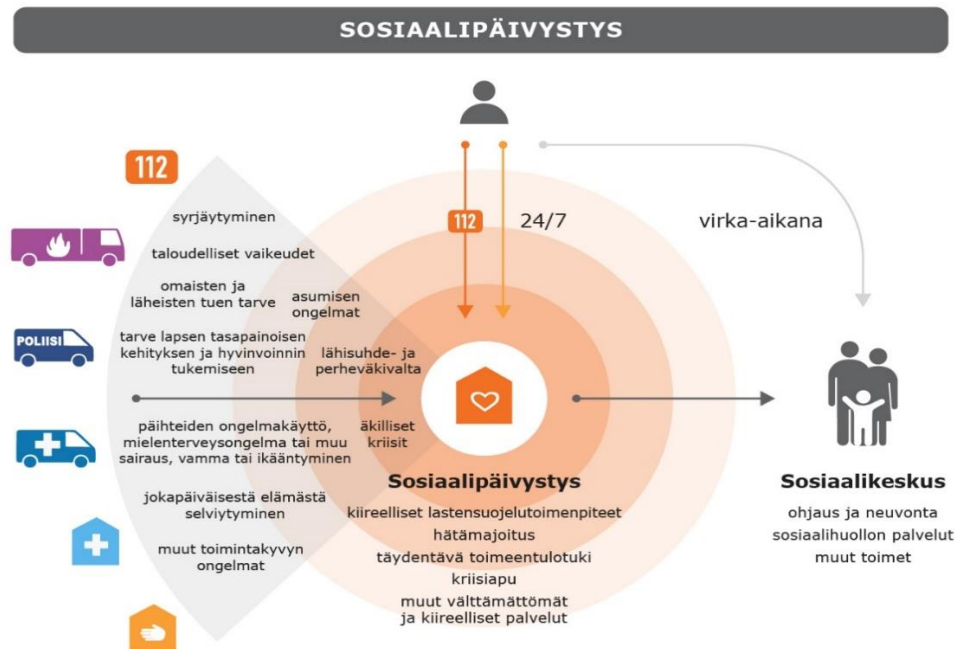 SOSIAALIPÄIVYSTYS
112
112
24/7
virka-aikana
syrjäytyminen
taloudelliset vaikeudet
omaisten ja
läheisten tuen tarve
asumisen
ongelmat
POLIISI
tarve lapsen tasapainoisen
kehityksen ja hyvinvoinnin
tukemiseen
lähisuhde- ja
perheväkivalta
päihteiden ongelmakäyttö,
mielenterveysongelma tai muu
sairaus, vamma tai ikääntyminen
äkilliset
kriisit
jokapäiväisestä elämästä
selviytyminen
muut toimintakyvyn
ongelmat
Sosiaalipäivystys
kiireelliset lastensuojelutoimenpiteet
hätämajoitus
täydentävä toimeentulotuki
kriisiapu
muut välttämättömät
ja kiireelliset palvelut
Sosiaalikeskus
ohjaus ja neuvonta
sosiaalihuollon palvelut
muut toimet